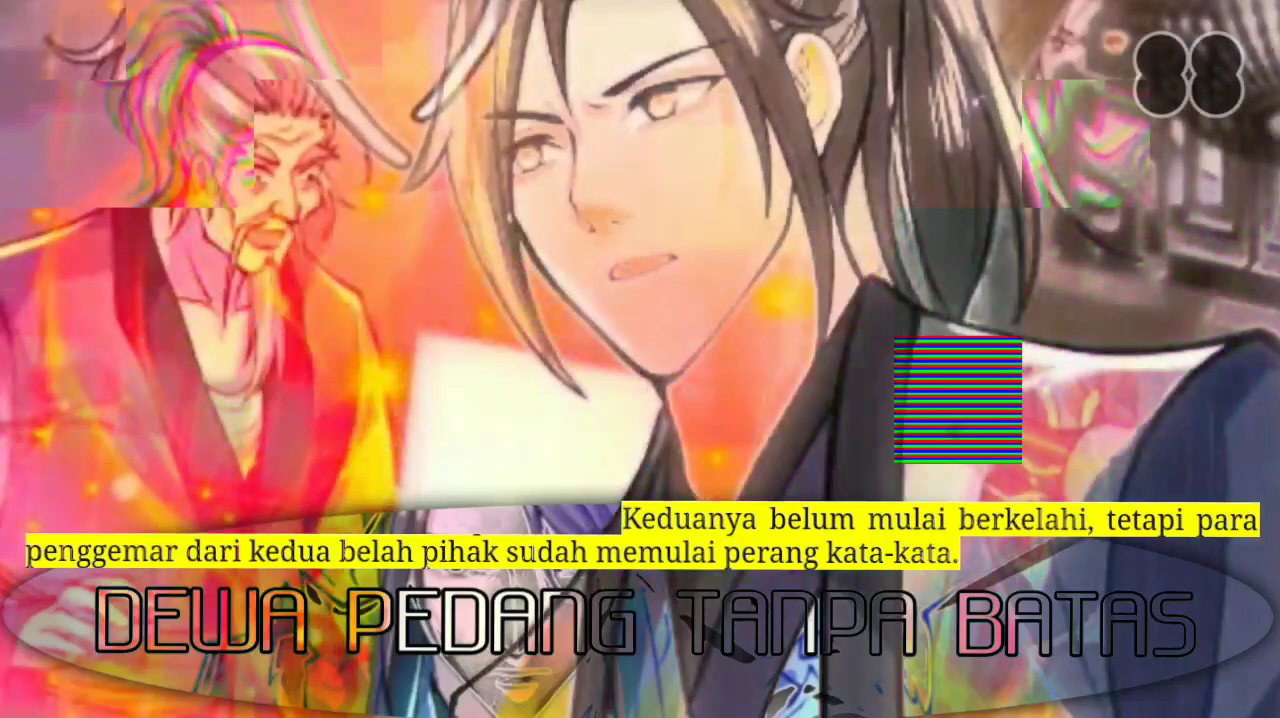 88
Keduanya belum mulai berkelahi, tetapi para
penggemar dari kedua belah pihak sudah memulai perang kata-kata.
DEWA PEDANG TANPA BATAS